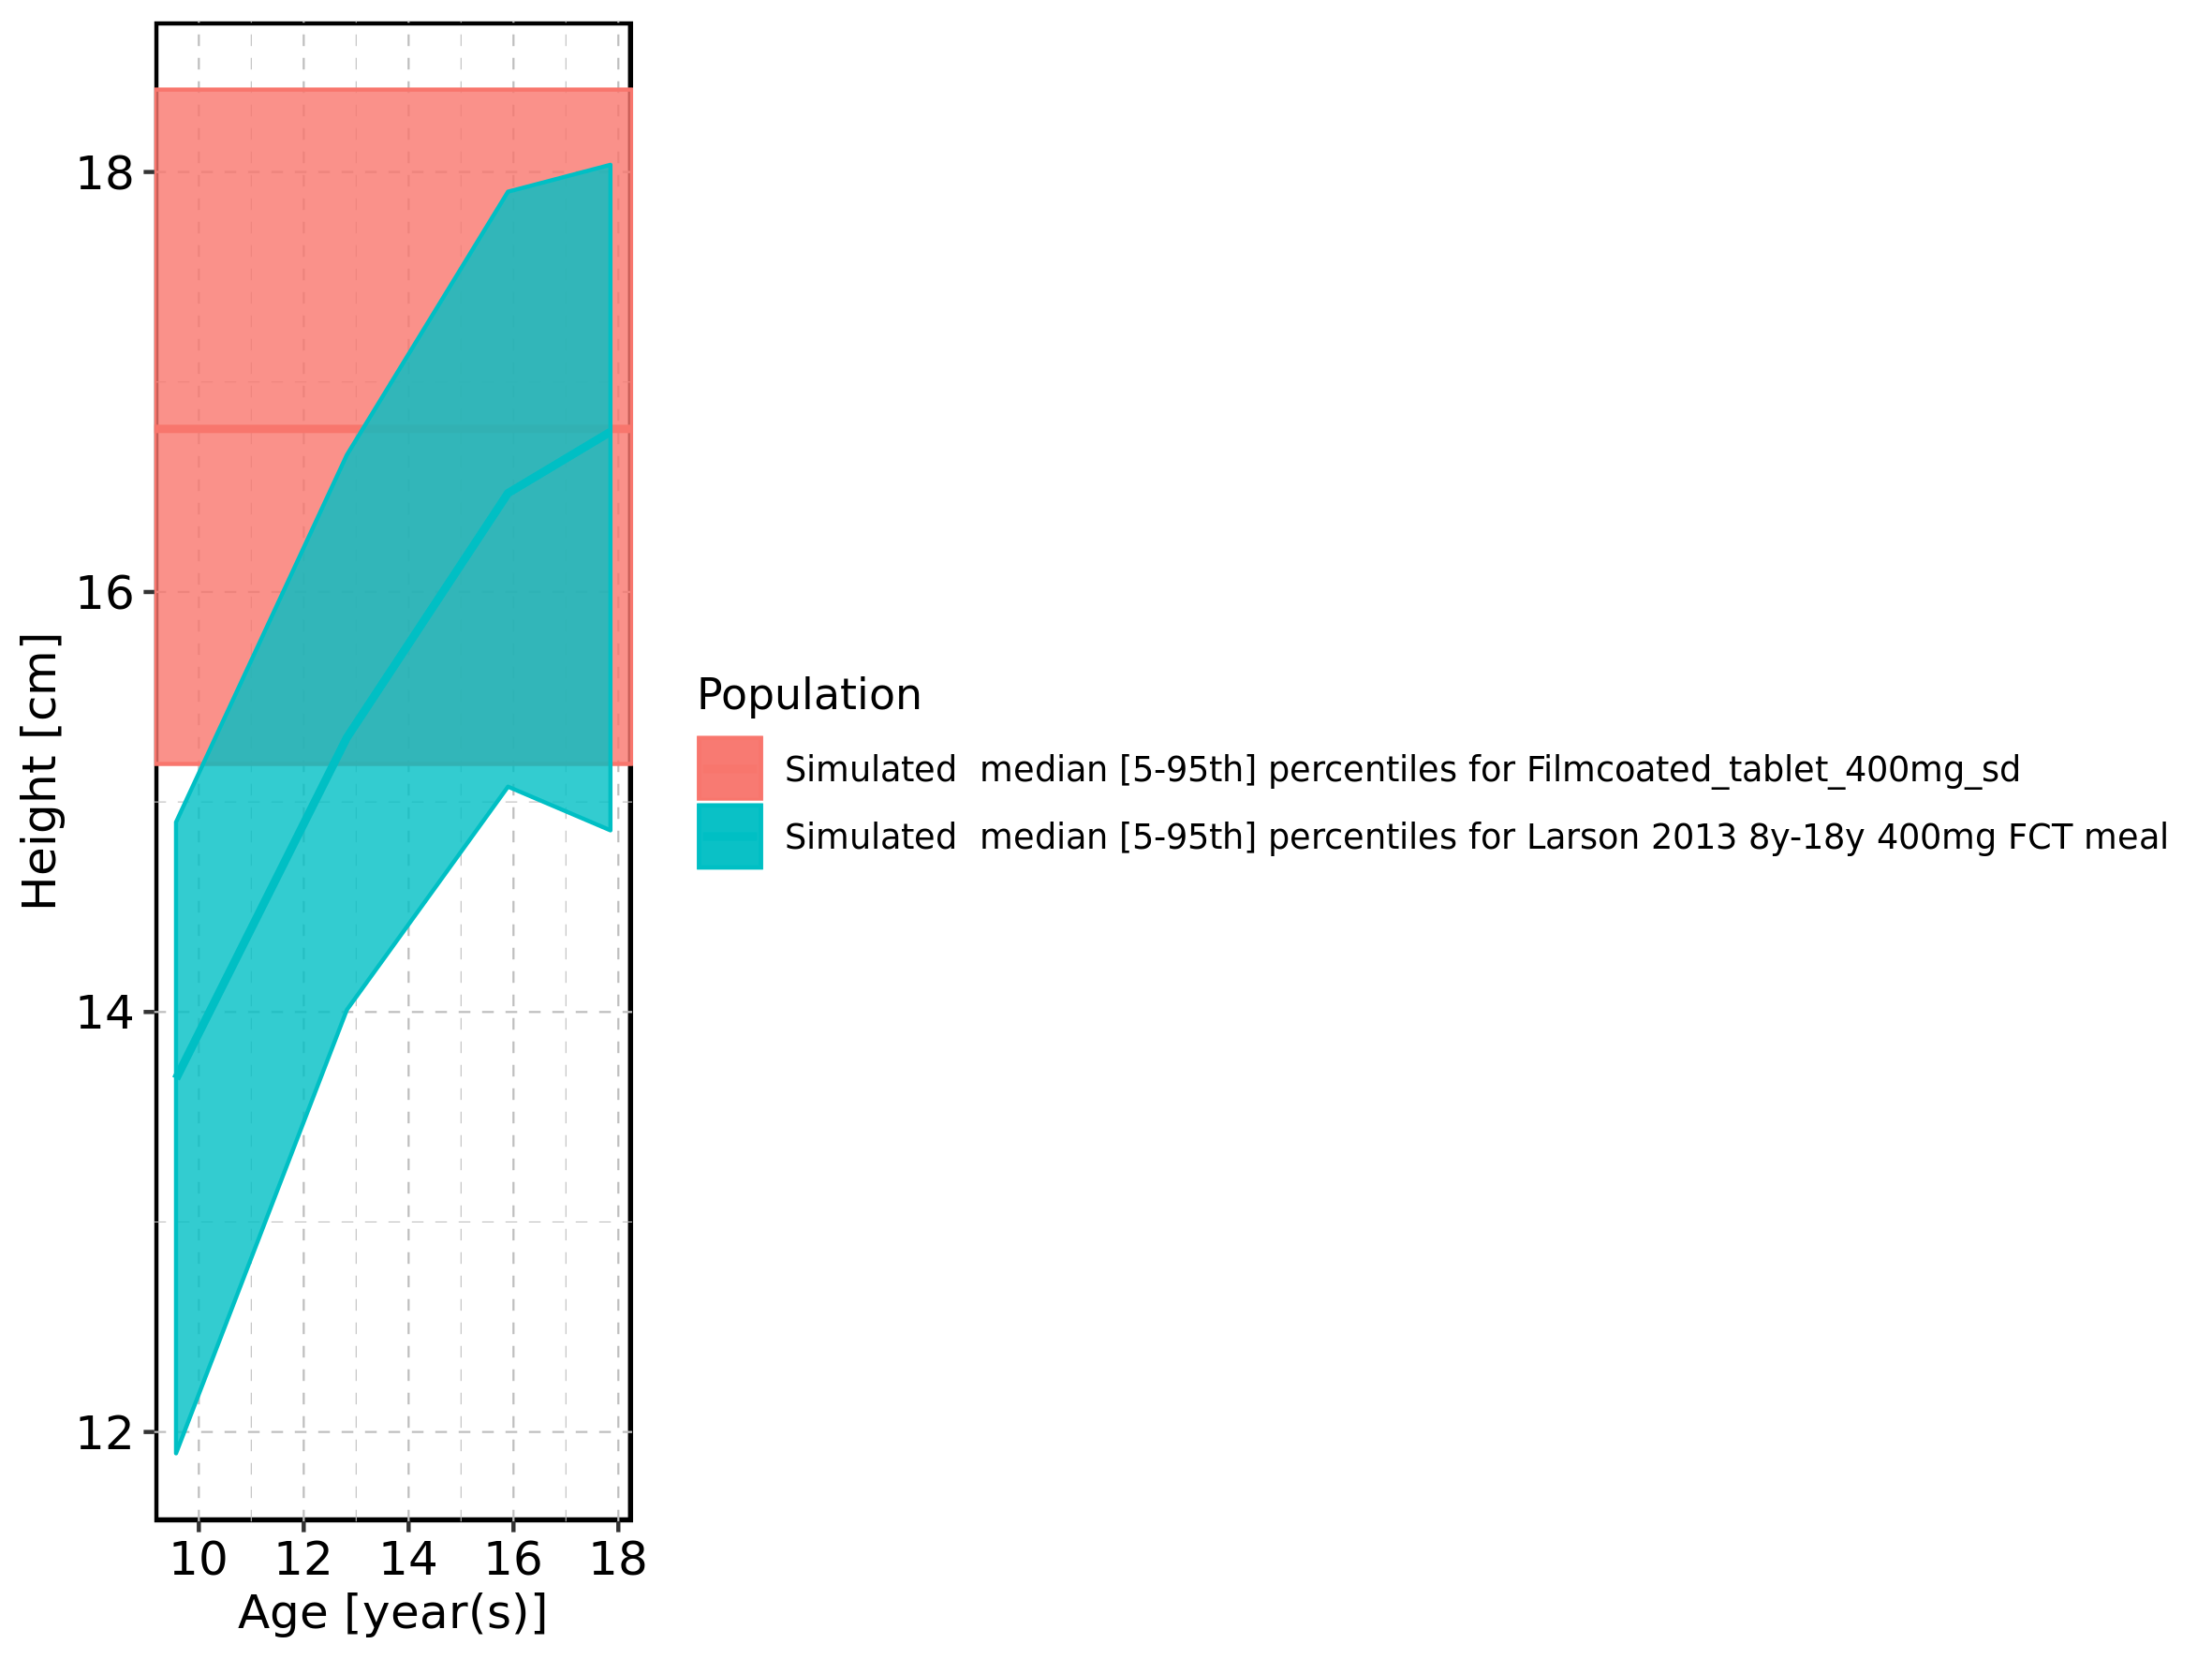 18
16
14
12
Height [cm]
10 12 14 16 18
Age [year(s)]
Population
Simulated  median [5-95th] percentiles for Filmcoated_tablet_400mg_sd
Simulated  median [5-95th] percentiles for Larson 2013 8y-18y 400mg FCT meal